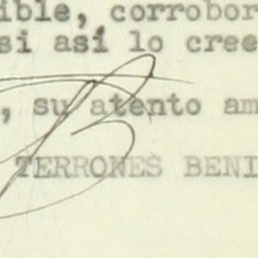 ible, corrobor
si así lo cree
, su atento am
TERRONES BENI